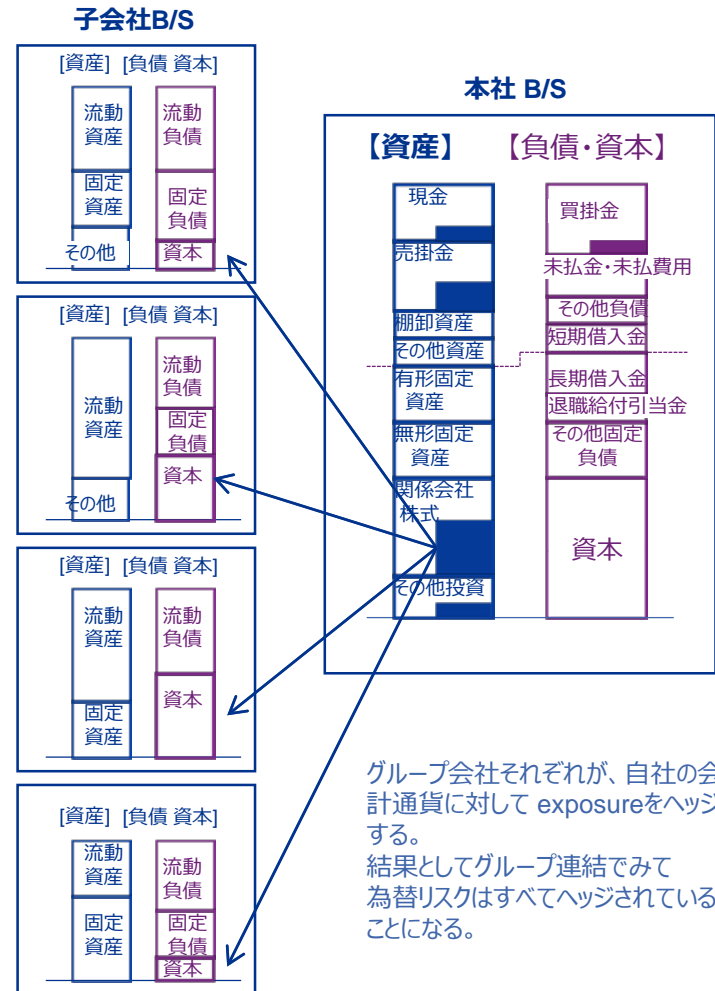 子会社B/S
[資産] [負債 資本]
流動
資産
固定
資産
その他
流動
負債
固定
負債
資本
[資産] [負債 資本]
流動
資産
その他
流動
負債
固定
負債
資本
[資産] [負債 資本]
流動
資産
固定
資産
流動
負債
資本
[資産] [負債 資本]
流動
資産
固定
資産
流動
負債
固定
負債
資本
本社 B/S
【資産】 【負債・資本】
現金
売掛金
棚卸資産
その他資産
有形固定
資産
無形固定
資産
関係会社
株式
その他投資
買掛金
未払金・未払費用
その他負債
短期借入金
長期借入金
退職給付引当金
その他固定
負債
資本
グループ会社それぞれが、自社の会
計通貨に対して exposureをヘッジ
する。
結果としてグループ連結でみて
為替リスクはすべてヘッジされている
ことになる。